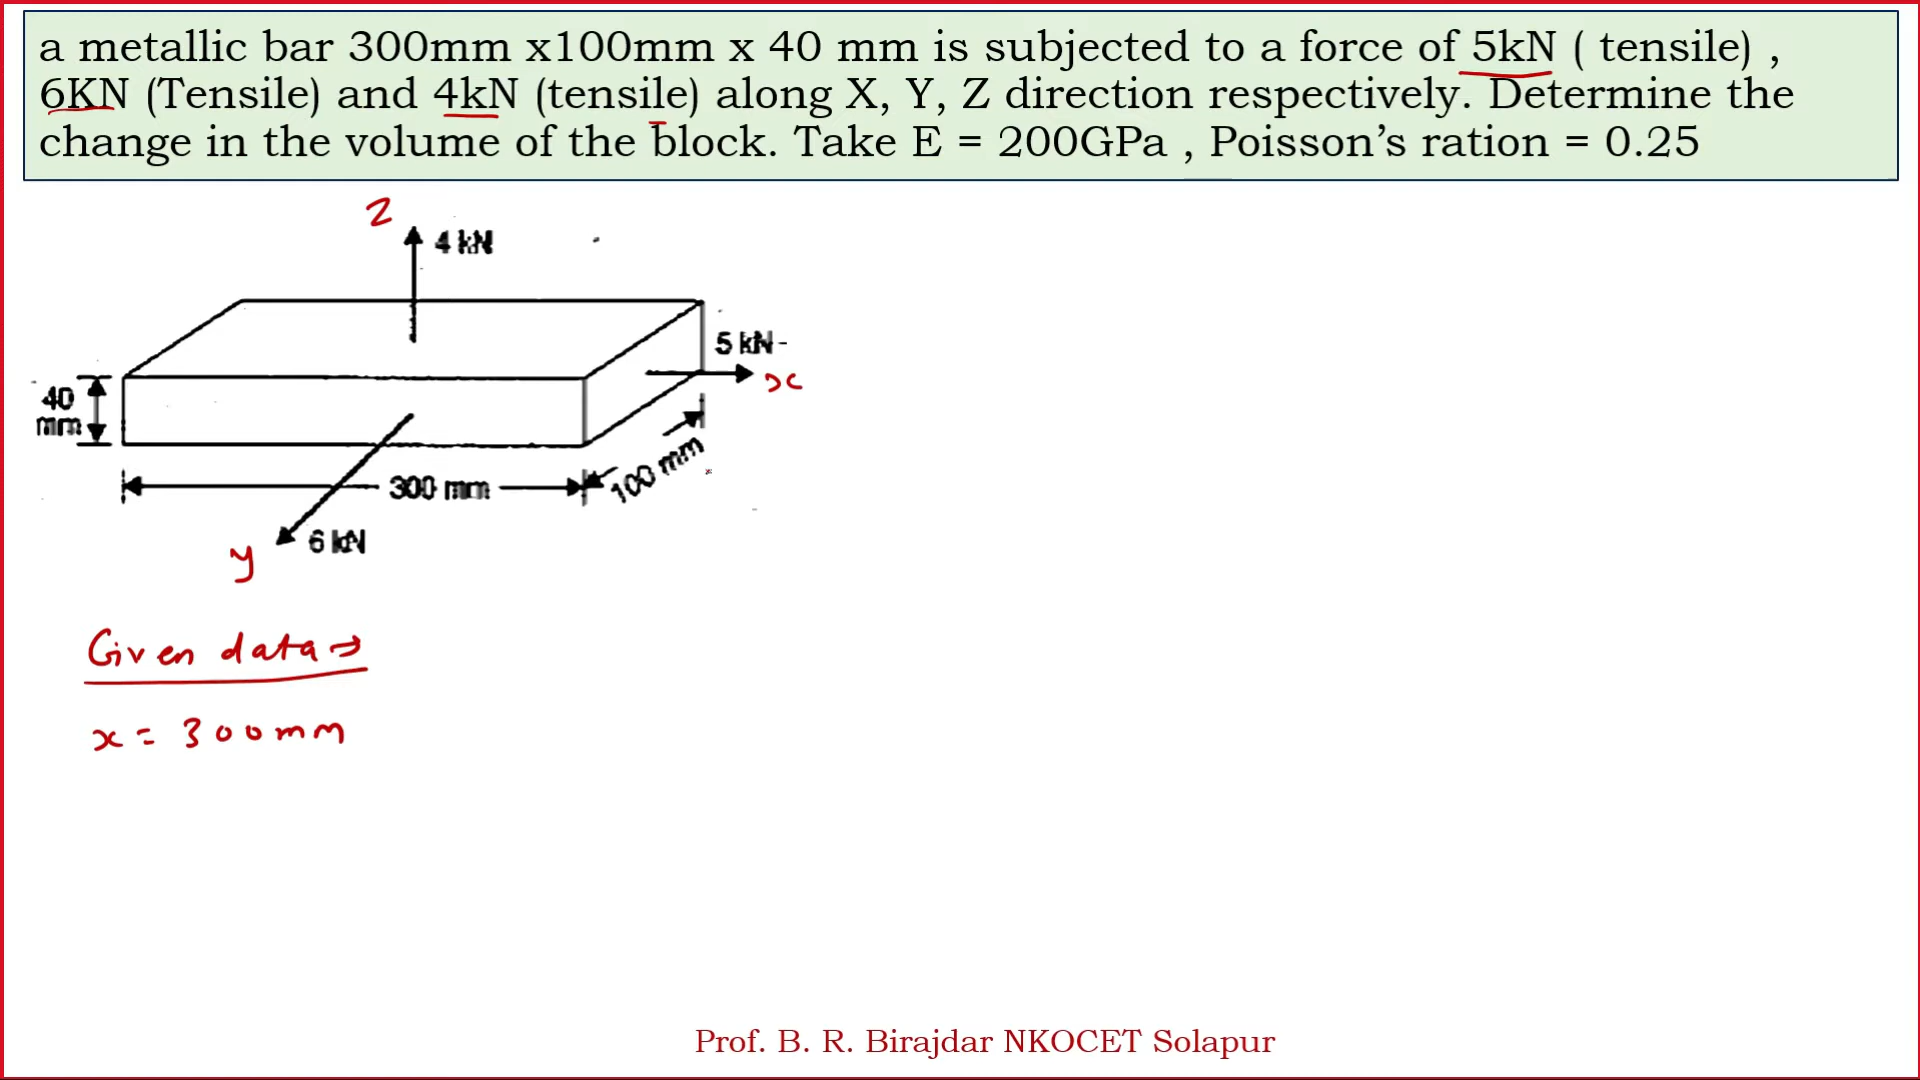 a metallic bar 300mm x100mm x 40 mm is subjected to a force of 5kN ( tensile) ,
6KN (Tensile) and 4kN (tensile) along X, Y, Z direction respectively. Determine the
change in the volume of the block. Take E = 200GPa , Poisson’s ration = 0.25
z
4 kN
5 kN
x
40
mm
100 mm
300 mm
6 kN
y
Given data →
x = 300mm
Prof. B. R. Birajdar NKOCET Solapur